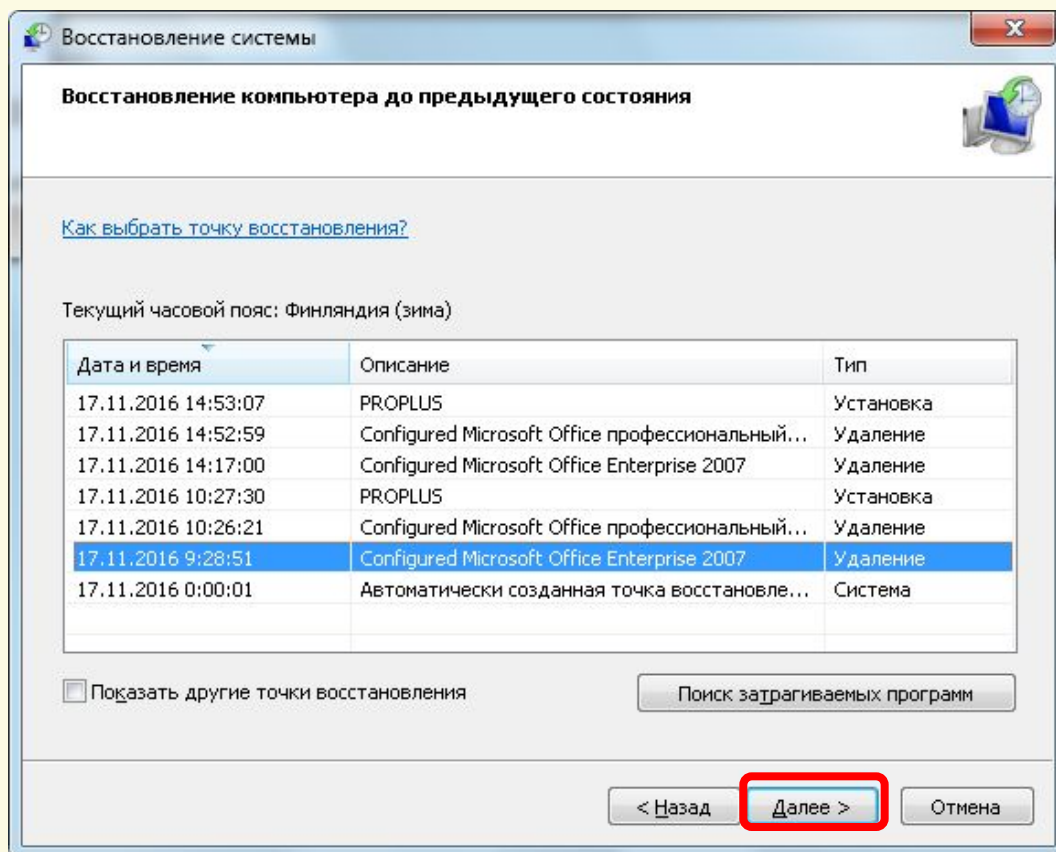 Восстановление системы
Восстановление компьютера до предыдущего состояния
Как выбрать точку восстановления?
Текущий часовой пояс: Финляндия (зима)
Дата и время Описание Тип
17.11.2016 14:53:07 PROPLUS Установка
17.11.2016 14:52:59 Configured Microsoft Office профессиональный... Удаление
17.11.2016 14:17:00 Configured Microsoft Office Enterprise 2007 Удаление
17.11.2016 10:27:30 PROPLUS Установка
17.11.2016 10:26:21 Configured Microsoft Office профессиональный... Удаление
17.11.2016 9:28:51 Configured Microsoft Office Enterprise 2007 Удаление
17.11.2016 0:00:01 Автоматически созданная точка восстановле... Система
Показать другие точки восстановления Поиск затрагиваемых программ
< Назад Далее > Отмена